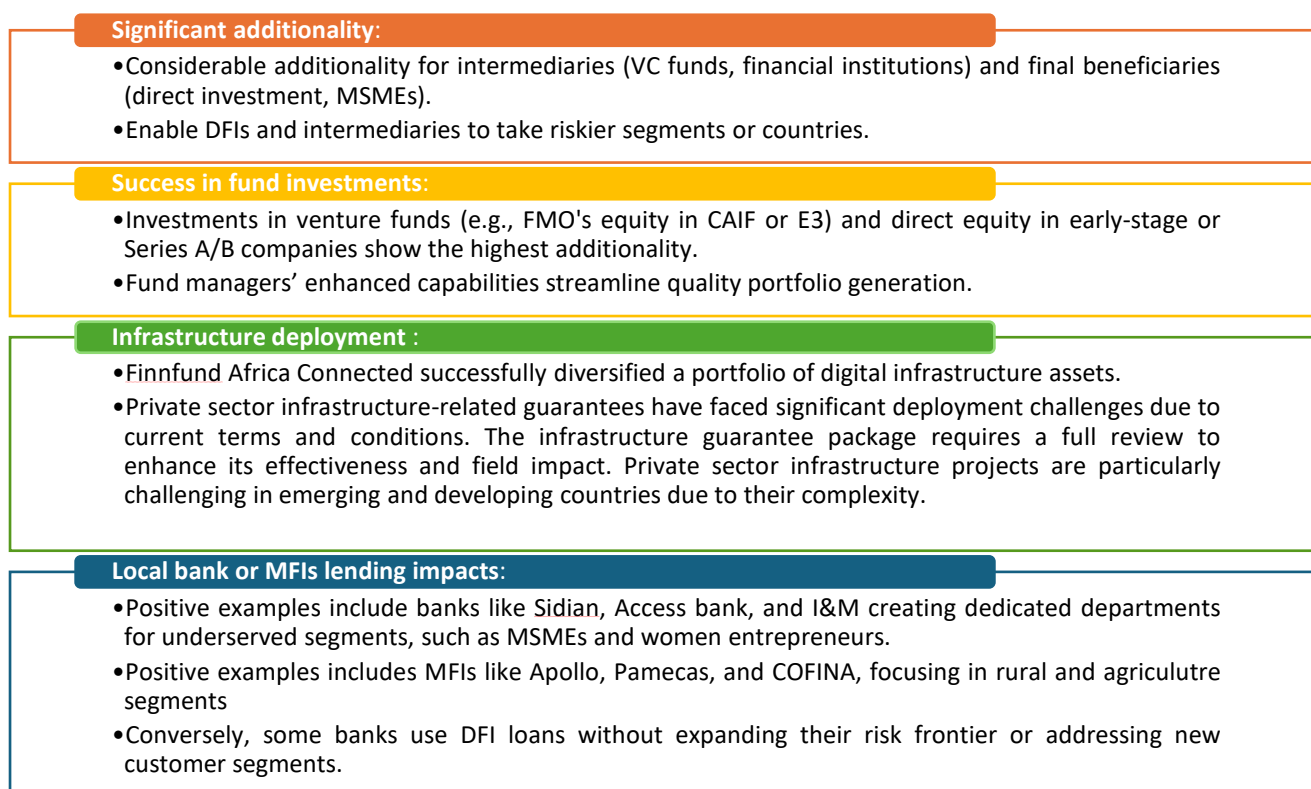 Significant additionality:
•Considerable additionality for intermediaries (VC funds, financial institutions) and final beneficiaries
(direct investment, MSMEs).
•Enable DFIs and intermediaries to take riskier segments or countries.
Success in fund investments:
•Investments in venture funds (e.g., FMO's equity in CAIF or E3) and direct equity in early-stage or
Series A/B companies show the highest additionality.
•Fund managers’ enhanced capabilities streamline quality portfolio generation.
Infrastructure deployment :
•Finnfund Africa Connected successfully diversified a portfolio of digital infrastructure assets.
•Private sector infrastructure-related guarantees have faced significant deployment challenges due to
current terms and conditions. The infrastructure guarantee package requires a full review to
enhance its effectiveness and field impact. Private sector infrastructure projects are particularly
challenging in emerging and developing countries due to their complexity.
Local bank or MFIs lending impacts:
•Positive examples include banks like Sidian, Access bank, and I&M creating dedicated departments
for underserved segments, such as MSMEs and women entrepreneurs.
•Positive examples includes MFIs like Apollo, Pamecas, and COFINA, focusing in rural and agriculutre
segments
•Conversely, some banks use DFI loans without expanding their risk frontier or addressing new
customer segments.